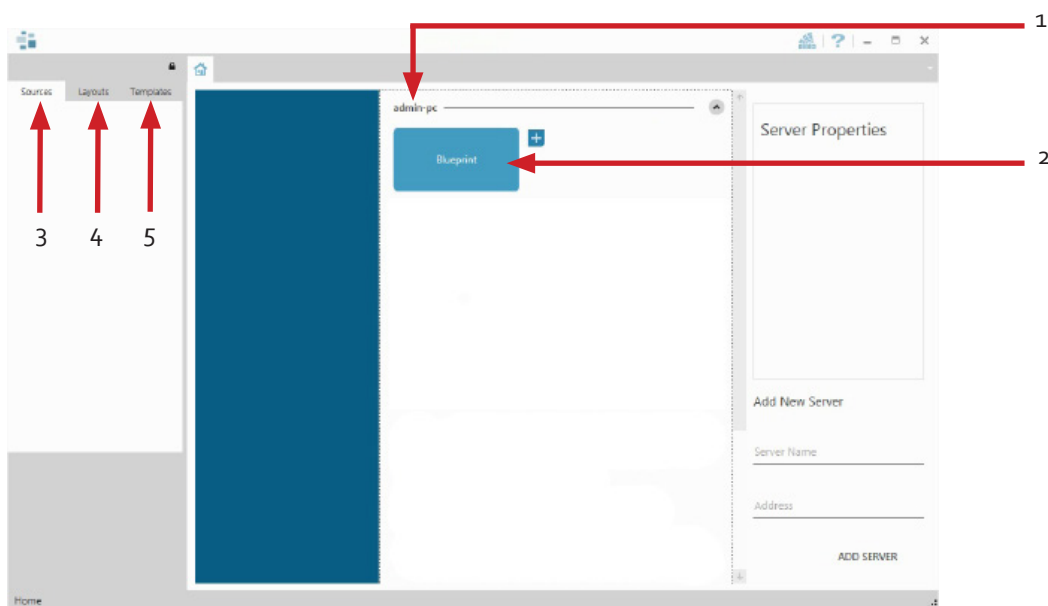 1
?
Sources
Layouts
Templates
admin-pc
Server Properties
+
Blueprint
2
3
4
5
Add New Server
Server Name
Address
ADD SERVER
Home